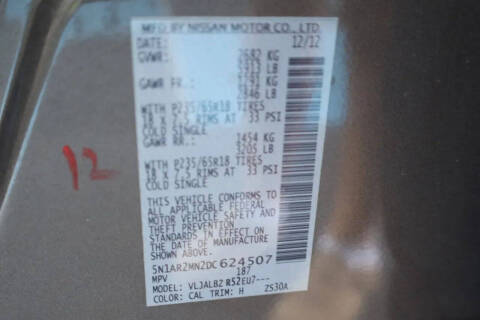 MFD BY NISSAN MOTOR CO., LTD.
DATE: 12/12
GVWR: 2682 KG
5913 LB
GAWR FR.: KG
2846 LB
WITH P235/65R18 TIRES
18 X 7.5 RIMS AT 33 PSI
COLD SINGLE
GAWR RR.: 1454 KG
3205 LB
WITH P235/65R18 TIRES
18 X 7.5 RIMS AT 33 PSI
COLD SINGLE
THIS VEHICLE CONFORMS TO
ALL APPLICABLE FEDERAL
MOTOR VEHICLE SAFETY AND
THEFT PREVENTION
STANDARDS IN EFFECT ON
THE DATE OF MANUFACTURE
SHOWN ABOVE.
5N1AR2MN2DC624507
MPV 187
MODEL: VLJALBZ R52EU7---
COLOR: CAL TRIM: H ZS30A
12